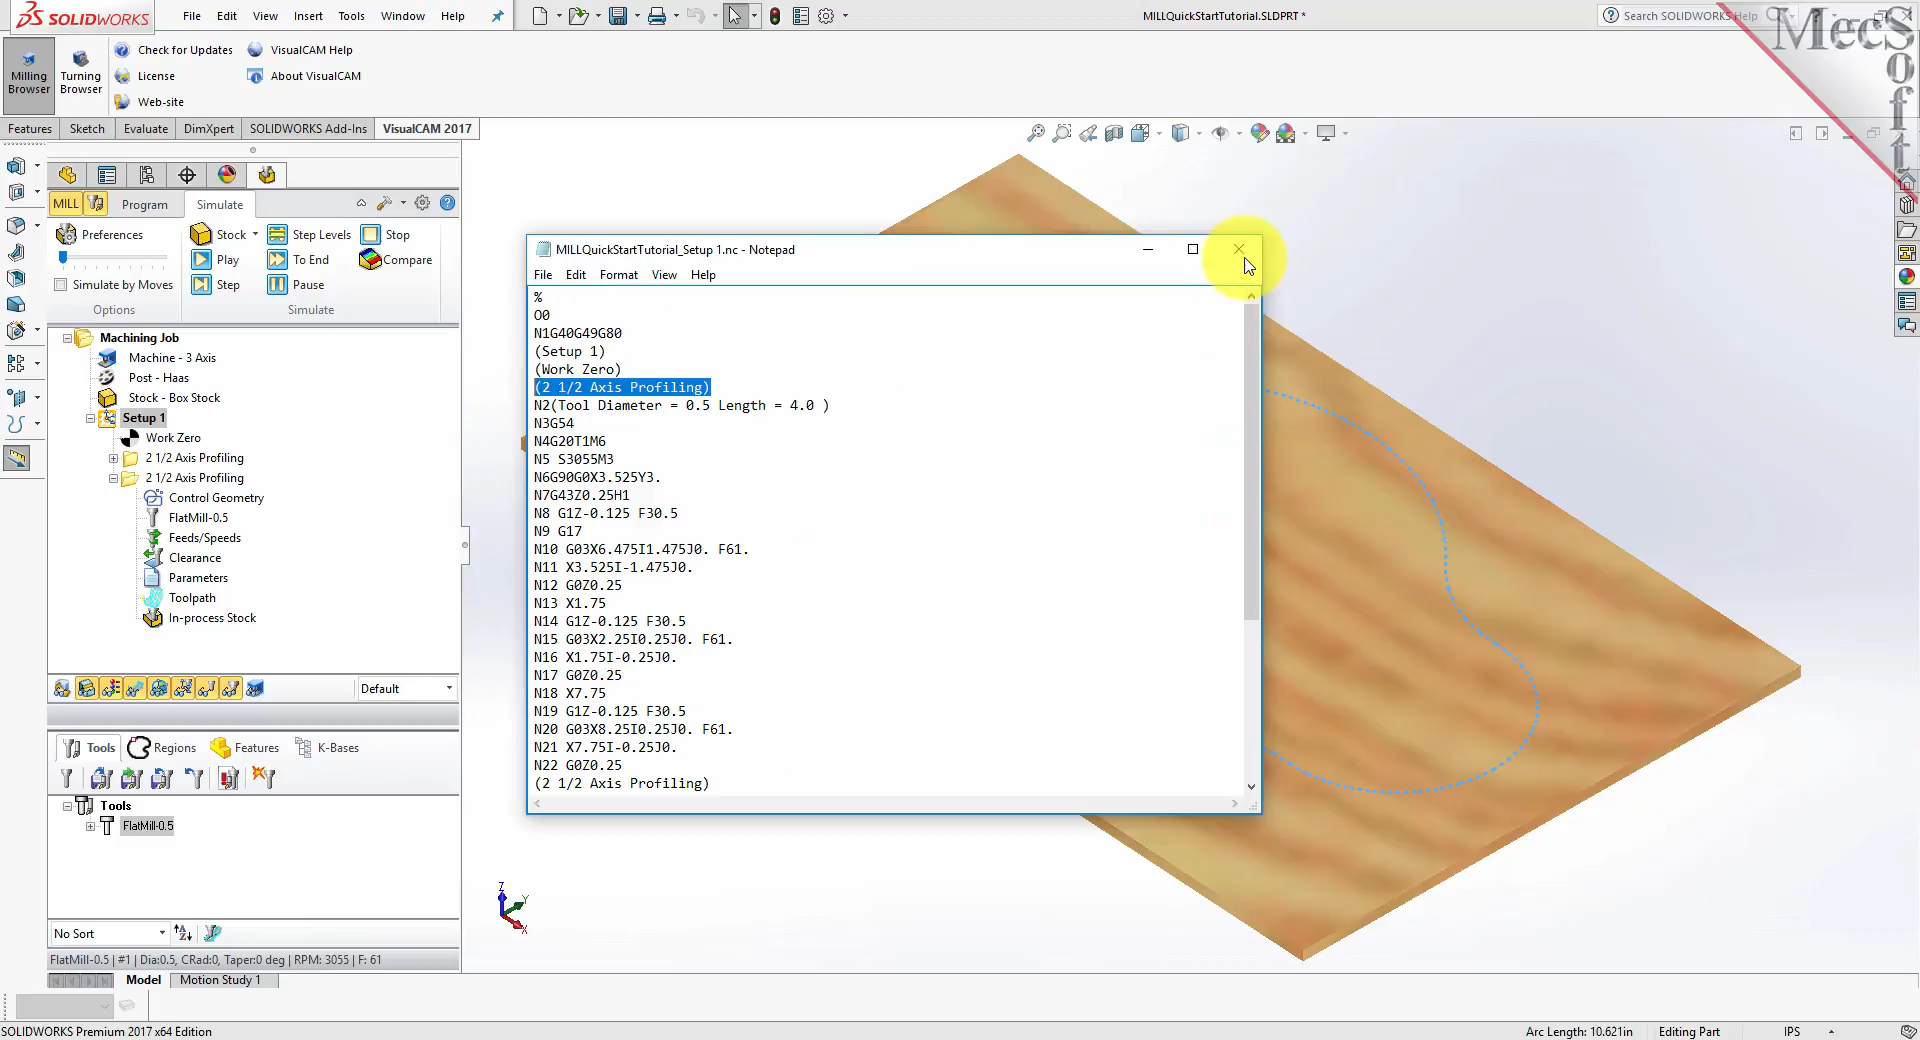 SOLIDWORKS
File Edit View Insert Tools Window Help
MILLQuickStartTutorial.SLDPRT *
Search SOLIDWORKS Help
MecSoft
Milling Browser
Turning Browser
Check for Updates
License
Web-site
VisualCAM Help
About VisualCAM
Features Sketch Evaluate DimXpert SOLIDWORKS Add-Ins VisualCAM 2017
MILL Program Simulate
Preferences
Simulate by Moves
Options
Stock Step Levels Stop
Play To End Compare
Step Pause
Simulate
Machining Job
Machine - 3 Axis
Post - Haas
Stock - Box Stock
Setup 1
Work Zero
2 1/2 Axis Profiling
2 1/2 Axis Profiling
Control Geometry
FlatMill-0.5
Feeds/Speeds
Clearance
Parameters
Toolpath
In-process Stock
Default
Tools Regions Features K-Bases
Tools
FlatMill-0.5
No Sort
FlatMill-0.5 | #1 | Dia:0.5, CRad:0, Taper:0 deg | RPM: 3055 | F: 61
Model Motion Study 1
MILLQuickStartTutorial_Setup 1.nc - Notepad
File Edit Format View Help
%
O0
N1G40G49G80
(Setup 1)
(Work Zero)
(2 1/2 Axis Profiling)
N2(Tool Diameter = 0.5 Length = 4.0 )
N3G54
N4G20T1M6
N5 S3055M3
N6G90G0X3.525Y3.
N7G43Z0.25H1
N8 G1Z-0.125 F30.5
N9 G17
N10 G03X6.475I1.475J0. F61.
N11 X3.525I-1.475J0.
N12 G0Z0.25
N13 X1.75
N14 G1Z-0.125 F30.5
N15 G03X2.25I0.25J0. F61.
N16 X1.75I-0.25J0.
N17 G0Z0.25
N18 X7.75
N19 G1Z-0.125 F30.5
N20 G03X8.25I0.25J0. F61.
N21 X7.75I-0.25J0.
N22 G0Z0.25
(2 1/2 Axis Profiling)
Z
Y
X
SOLIDWORKS Premium 2017 x64 Edition
Arc Length: 10.621in Editing Part IPS